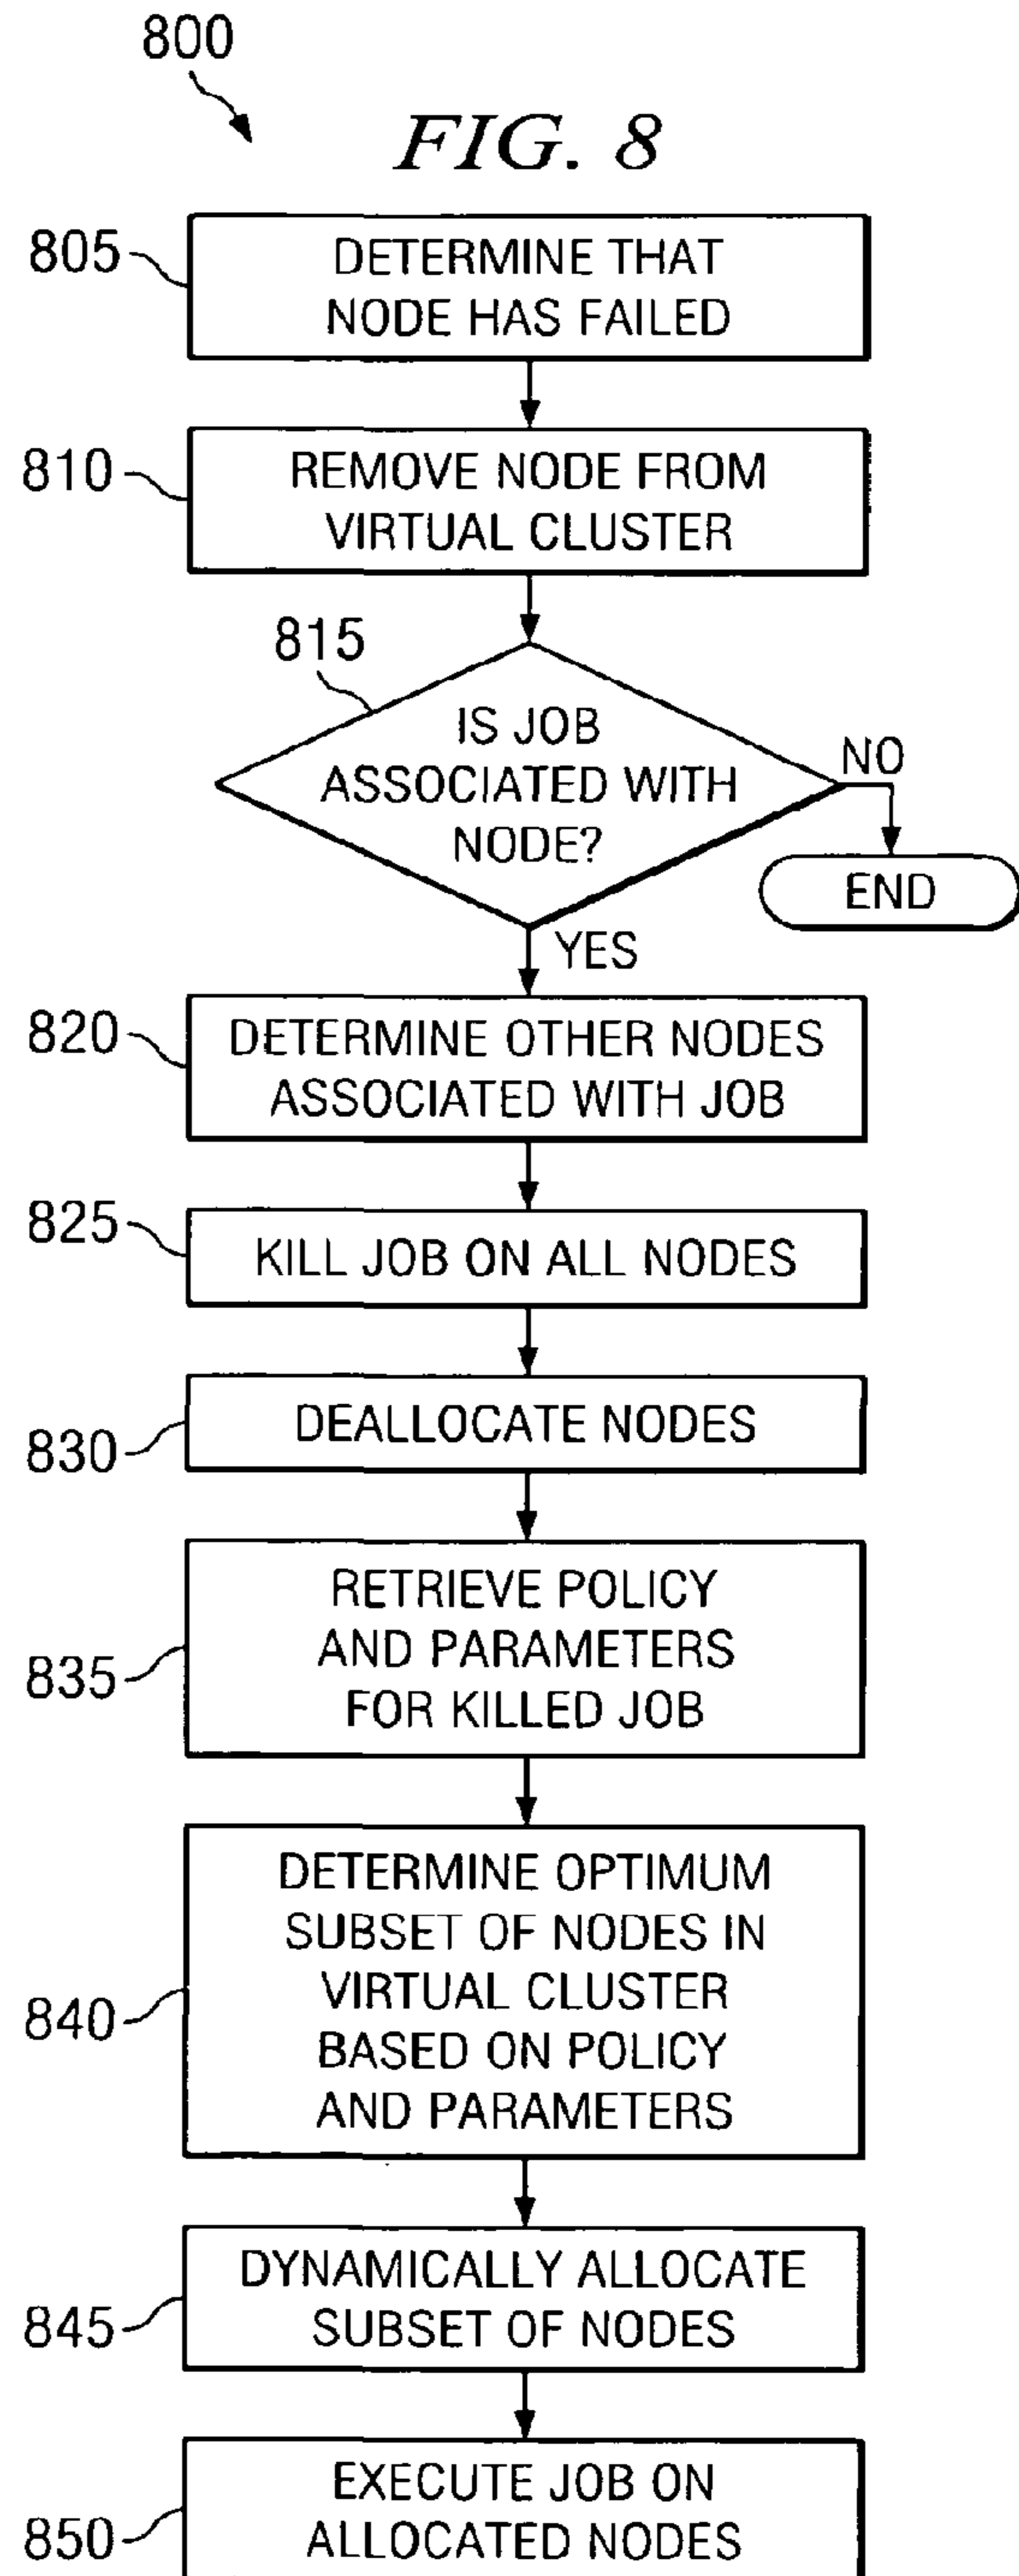 800
FIG. 8
805
DETERMINE THAT
NODE HAS FAILED
810
REMOVE NODE FROM
VIRTUAL CLUSTER
815
IS JOB
ASSOCIATED WITH
NODE?
NO
END
YES
820
DETERMINE OTHER NODES
ASSOCIATED WITH JOB
825
KILL JOB ON ALL NODES
830
DEALLOCATE NODES
835
RETRIEVE POLICY
AND PARAMETERS
FOR KILLED JOB
840
DETERMINE OPTIMUM
SUBSET OF NODES IN
VIRTUAL CLUSTER
BASED ON POLICY
AND PARAMETERS
845
DYNAMICALLY ALLOCATE
SUBSET OF NODES
850
EXECUTE JOB ON
ALLOCATED NODES